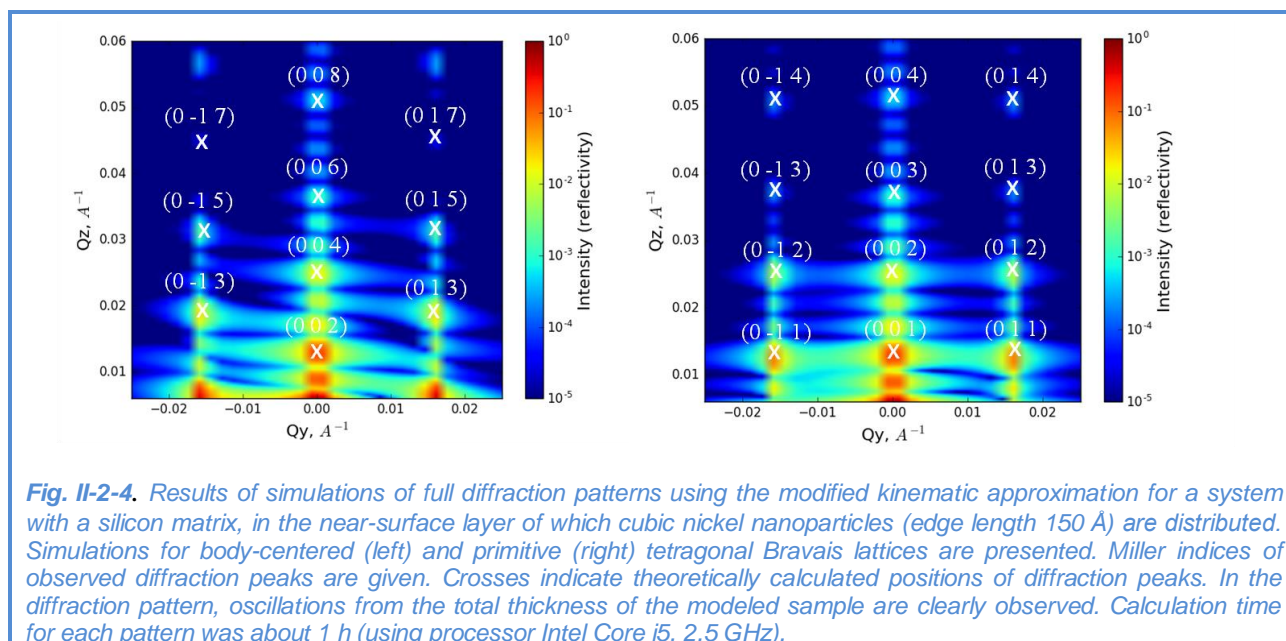 0.06
0.05
0.04
0.03
0.02
0.01
Qz, A⁻¹
(0 0 8)
(0 -1 7)
(0 1 7)
(0 0 6)
(0 -1 5)
(0 1 5)
(0 0 4)
(0 -1 3)
(0 1 3)
(0 0 2)
X
X
X
X
X
X
X
X
X
X
−0.02 −0.01 0.00 0.01 0.02
Qy, A⁻¹
10⁰
10⁻¹
10⁻²
10⁻³
10⁻⁴
10⁻⁵
Intensity (reflectivity)
0.06
0.05
0.04
0.03
0.02
0.01
Qz, A⁻¹
(0 -1 4) (0 0 4) (0 1 4)
X X X
(0 -1 3) (0 0 3) (0 1 3)
X X X
(0 -1 2) (0 0 2) (0 1 2)
X X X
(0 -1 1) (0 0 1) (0 1 1)
X X X
−0.02 −0.01 0.00 0.01 0.02
Qy, A⁻¹
10⁰
10⁻¹
10⁻²
10⁻³
10⁻⁴
10⁻⁵
Intensity (reflectivity)
Fig. II-2-4. Results of simulations of full diffraction patterns using the modified kinematic approximation for a system
with a silicon matrix, in the near-surface layer of which cubic nickel nanoparticles (edge length 150 Å) are distributed.
Simulations for body-centered (left) and primitive (right) tetragonal Bravais lattices are presented. Miller indices of
observed diffraction peaks are given. Crosses indicate theoretically calculated positions of diffraction peaks. In the
diffraction pattern, oscillations from the total thickness of the modeled sample are clearly observed. Calculation time
for each pattern was about 1 h (using processor Intel Core i5, 2.5 GHz).